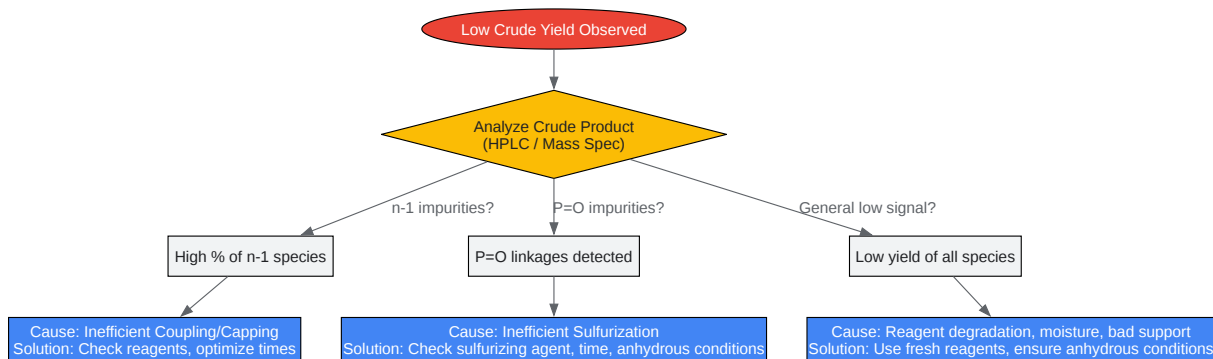 Low Crude Yield Observed
Analyze Crude Product
(HPLC / Mass Spec)
n-1 impurities?
P=O impurities?
General low signal?
High % of n-1 species
P=O linkages detected
Low yield of all species
Cause: Inefficient Coupling/Capping
Solution: Check reagents, optimize times
Cause: Inefficient Sulfurization
Solution: Check sulfurizing agent, time, anhydrous conditions
Cause: Reagent degradation, moisture, bad support
Solution: Use fresh reagents, ensure anhydrous conditions